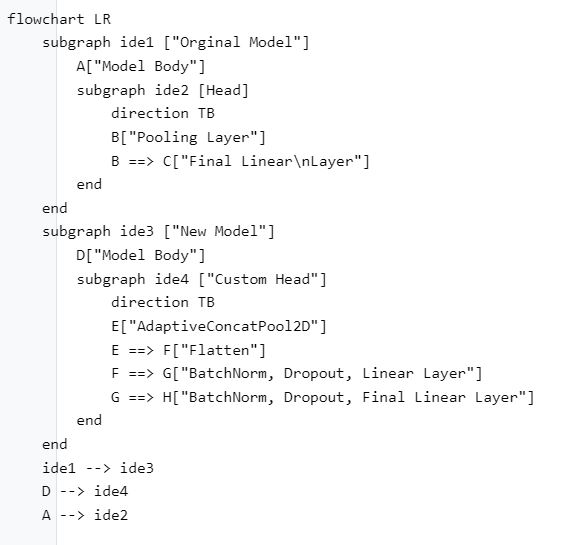 flowchart LR
    subgraph ide1 ["Orginal Model"]
        A["Model Body"]
        subgraph ide2 [Head]
            direction TB
            B["Pooling Layer"]
            B ==> C["Final Linear\nLayer"]
        end
    end
    subgraph ide3 ["New Model"]
        D["Model Body"]
        subgraph ide4 ["Custom Head"]
            direction TB
            E["AdaptiveConcatPool2D"]
            E ==> F["Flatten"]
            F ==> G["BatchNorm, Dropout, Linear Layer"]
            G ==> H["BatchNorm, Dropout, Final Linear Layer"]
        end
    end
    ide1 --> ide3
    D --> ide4
    A --> ide2